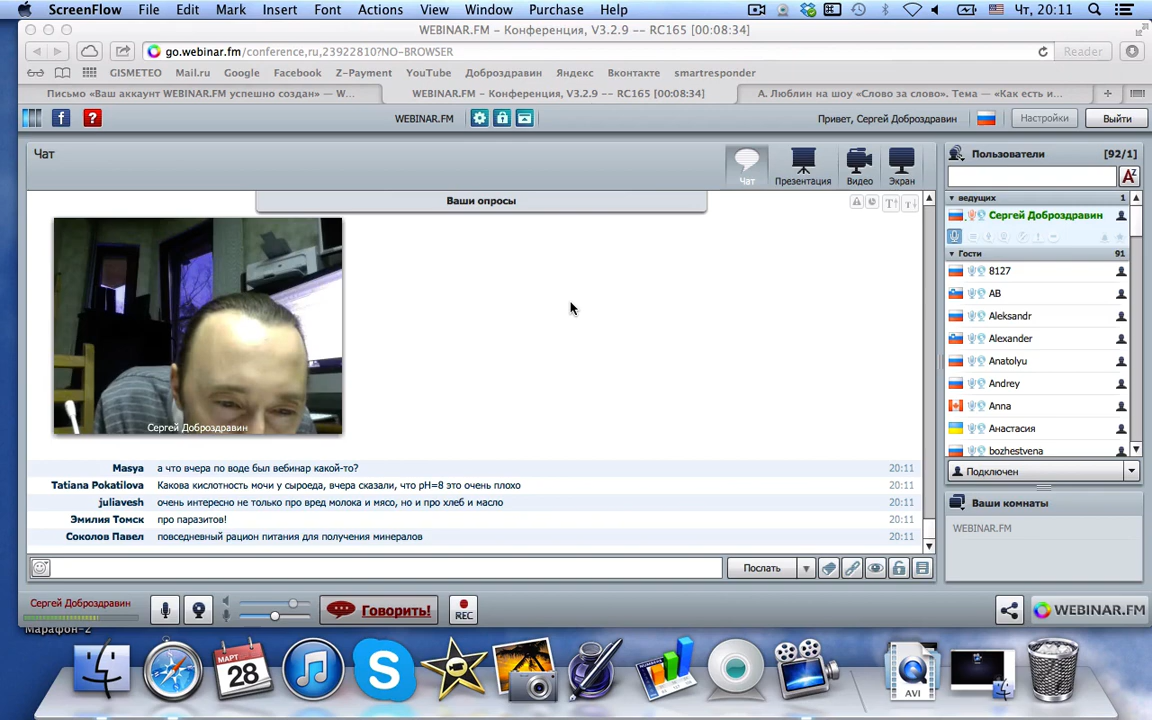 ScreenFlow File Edit Mark Insert Font Actions View Window Purchase Help Чт, 20:11
WEBINAR.FM – Конференция, V3.2.9 -- RC165 [00:08:34]
go.webinar.fm/conference,ru,23922810?NO-BROWSER Reader
GISMETEO Mail.ru Google Facebook Z-Payment YouTube Доброздравин Яндекс Вконтакте smartresponder
Письмо «Ваш аккаунт WEBINAR.FM успешно создан» — W... WEBINAR.FM – Конференция, V3.2.9 -- RC165 [00:08:34] А. Люблин на шоу «Слово за слово». Тема — «Как есть и...
f ? WEBINAR.FM Привет, Сергей Доброздравин Настройки Выйти
Чат
Чат Презентация Видео Экран
Ваши опросы
T T
Сергей Доброздравин
Masya а что вчера по воде был вебинар какой-то? 20:11
Tatiana Pokatilova Какова кислотность мочи у сыроеда, вчера сказали, что pH=8 это очень плохо 20:11
juliavesh очень интересно не только про вред молока и мясо, но и про хлеб и масло 20:11
Эмилия Томск про паразитов! 20:11
Соколов Павел повседневный рацион питания для получения минералов 20:11
Послать
Пользователи [92/1]
AZ
ведущих 1
Сергей Доброздравин
Гости 91
8127
AB
Aleksandr
Alexander
Anatolyu
Andrey
Anna
Анастасия
bozhestvena
Подключен
Ваши комнаты
WEBINAR.FM
Сергей Доброздравин Говорить! REC WEBINAR.FM
Марафон-2
МАРТ
28
S
AVI